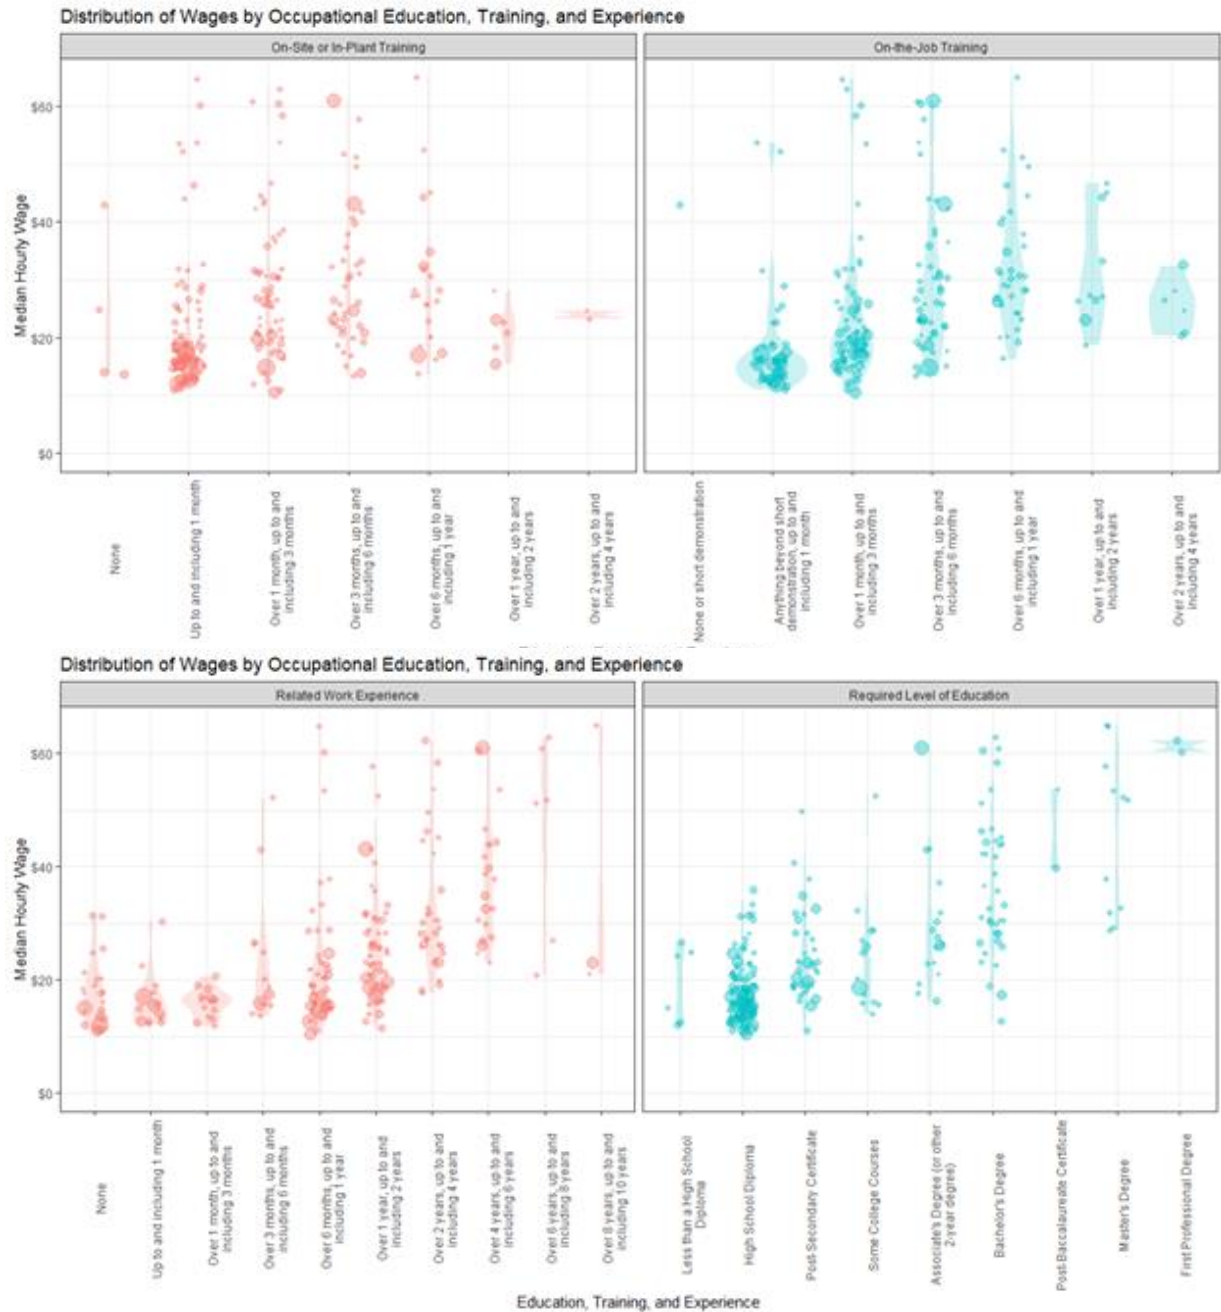 Distribution of Wages by Occupational Education, Training, and Experience
On-Site or In-Plant Training
On-the-Job Training
Median Hourly Wage
$60
$40
$20
$0
None
Up to and including 1 month
Over 1 month, up to and
including 3 months
Over 3 months, up to and
including 6 months
Over 6 months, up to and
including 1 year
Over 1 year, up to and
including 2 years
Over 2 years, up to and
including 4 years
None or short demonstration
Anything beyond short
demonstration, up to and
including 1 month
Over 1 month, up to and
including 3 months
Over 3 months, up to and
including 6 months
Over 6 months, up to and
including 1 year
Over 1 year, up to and
including 2 years
Over 2 years, up to and
including 4 years
Distribution of Wages by Occupational Education, Training, and Experience
Related Work Experience
Required Level of Education
Median Hourly Wage
$60
$40
$20
$0
None
Up to and including 1 month
Over 1 month, up to and
including 3 months
Over 3 months, up to and
including 6 months
Over 6 months, up to and
including 1 year
Over 1 year, up to and
including 2 years
Over 2 years, up to and
including 4 years
Over 4 years, up to and
including 6 years
Over 6 years, up to and
including 8 years
Over 8 years, up to and
including 10 years
Less than a High School
Diploma
High School Diploma
Post-Secondary Certificate
Some College Courses
Associate's Degree (or other
2-year degree)
Bachelor's Degree
Post-Baccalaureate Certificate
Master's Degree
First Professional Degree
Education, Training, and Experience